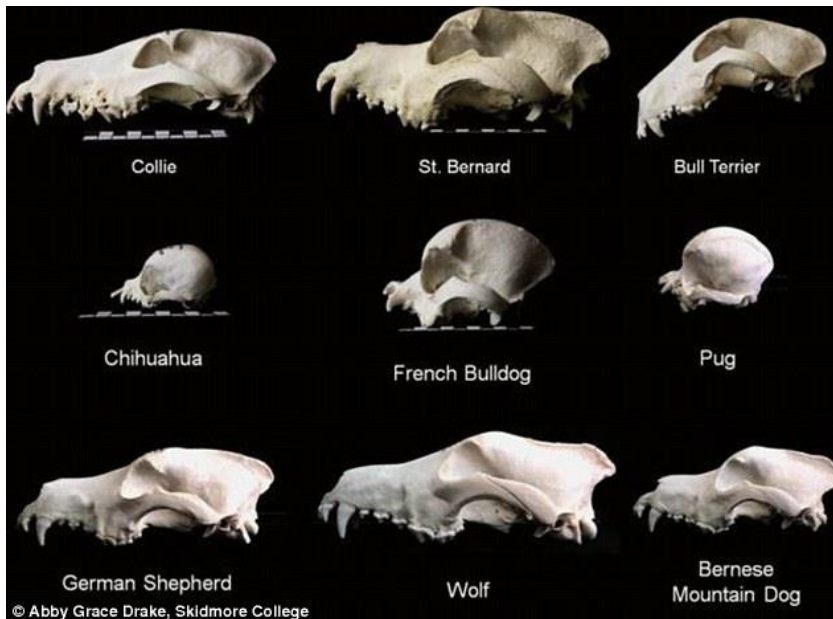 Collie
St. Bernard
Bull Terrier
Chihuahua
French Bulldog
Pug
German Shepherd
Wolf
Bernese
Mountain Dog
© Abby Grace Drake, Skidmore College